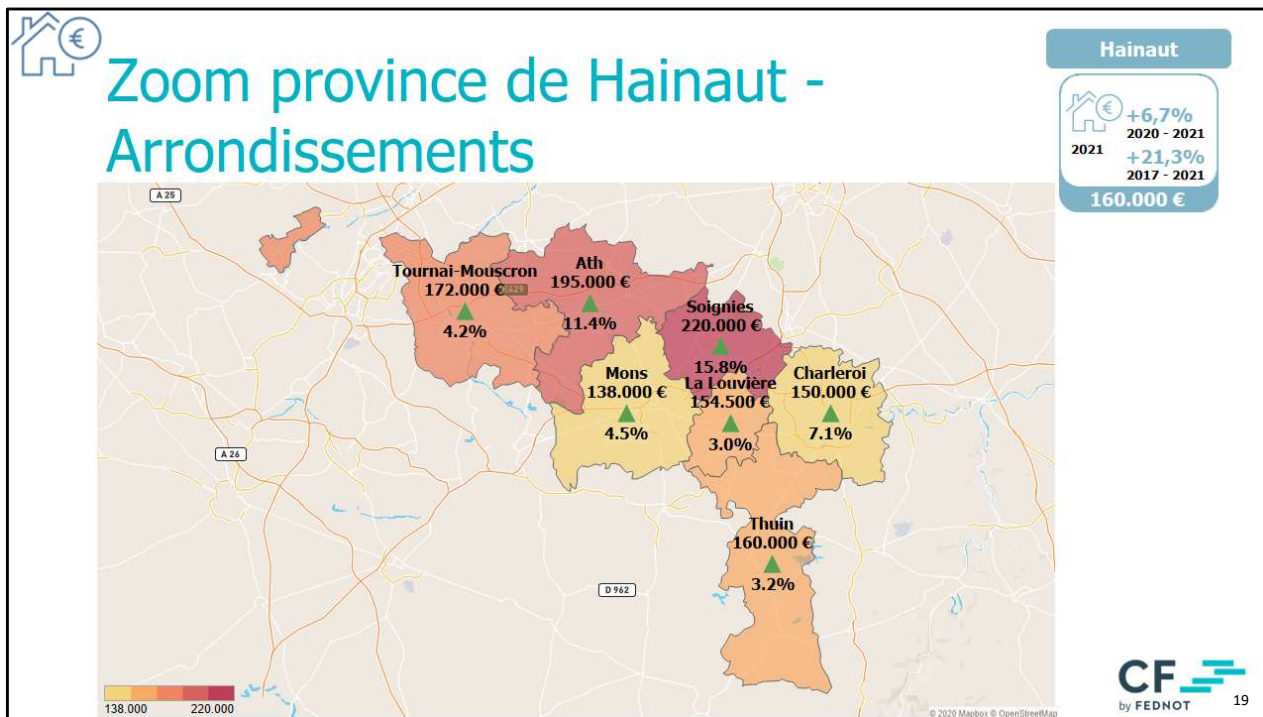 Zoom province de Hainaut -
Arrondissements
Hainaut
€
€
+6,7%
2020 - 2021
2021
+21,3%
2017 - 2021
160.000 €
A 25
Tournai-Mouscron
172.000 €
4.2%
E429
Ath
195.000 €
11.4%
Soignies
220.000 €
15.8%
Mons
138.000 €
4.5%
La Louvière
154.500 €
3.0%
Charleroi
150.000 €
7.1%
A 26
Thuin
160.000 €
3.2%
D 962
138.000 220.000
© 2020 Mapbox © OpenStreetMap
CF
by FEDNOT
19